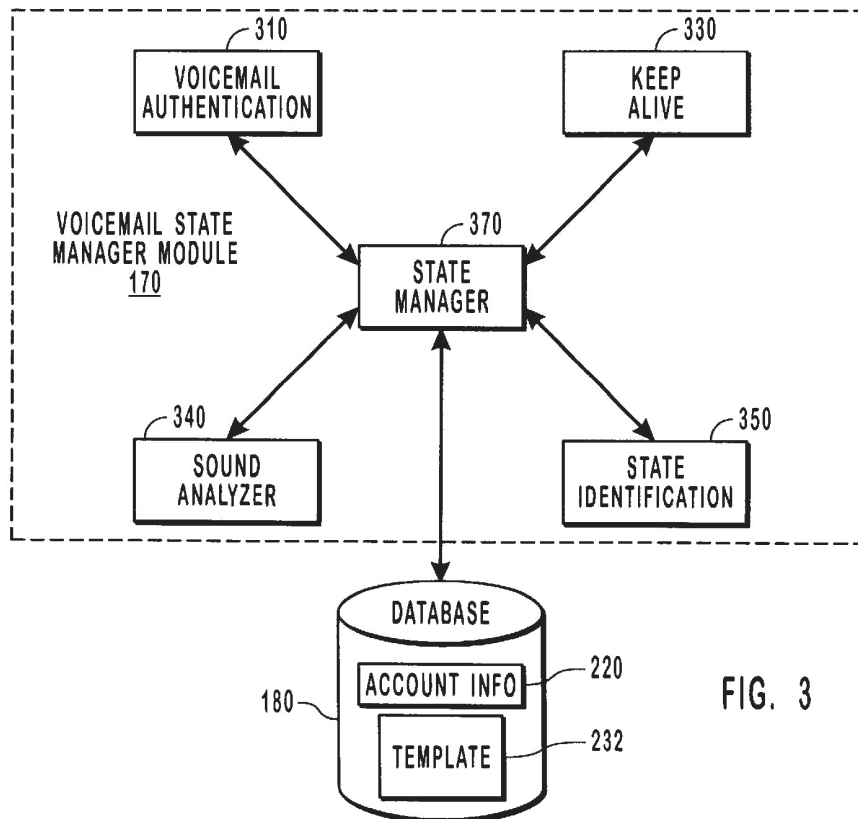 310
VOICEMAIL
AUTHENTICATION
330
KEEP
ALIVE
VOICEMAIL STATE
MANAGER MODULE
170
370
STATE
MANAGER
340
SOUND
ANALYZER
350
STATE
IDENTIFICATION
DATABASE
180
ACCOUNT INFO
220
TEMPLATE
232
FIG. 3